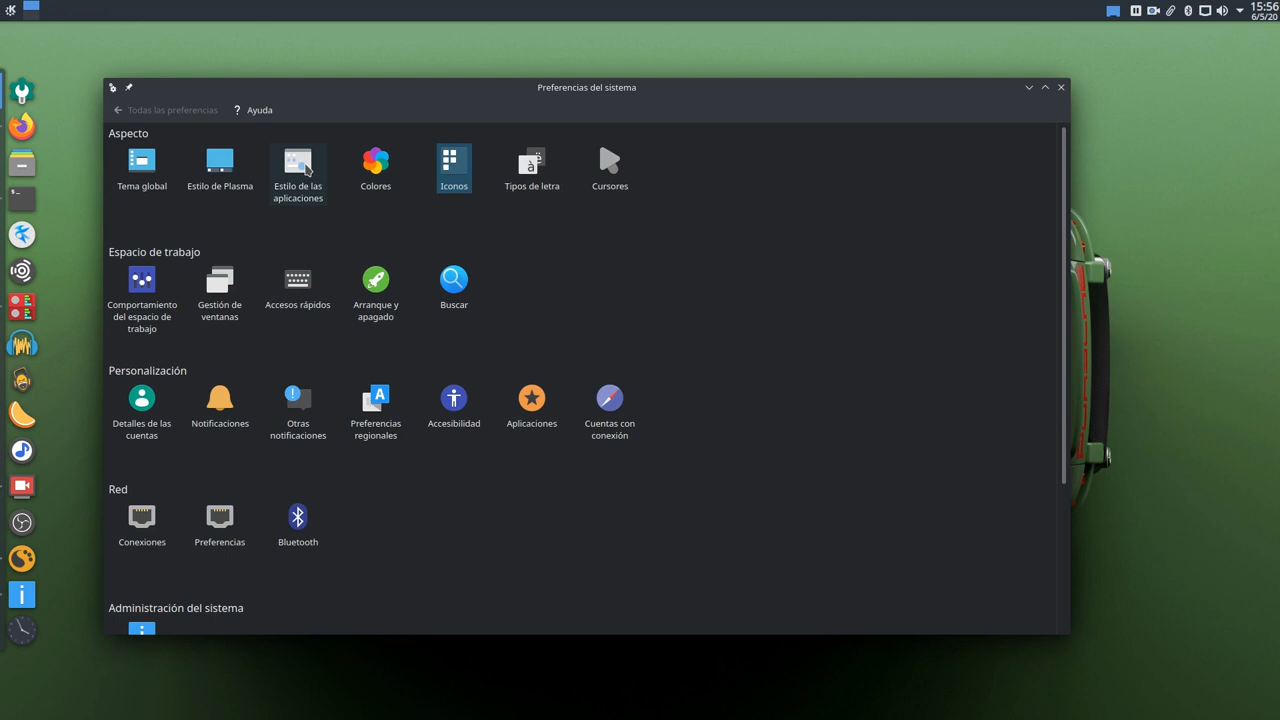 15:56
6/5/20
Preferencias del sistema
Todas las preferencias
? Ayuda
Aspecto
Tema global
Estilo de Plasma
Estilo de las
aplicaciones
Colores
Iconos
Tipos de letra
Cursores
Espacio de trabajo
Comportamiento
del espacio de
trabajo
Gestión de
ventanas
Accesos rápidos
Arranque y
apagado
Buscar
Personalización
Detalles de las
cuentas
Notificaciones
Otras
notificaciones
Preferencias
regionales
Accesibilidad
Aplicaciones
Cuentas con
conexión
Red
Conexiones
Preferencias
Bluetooth
Administración del sistema